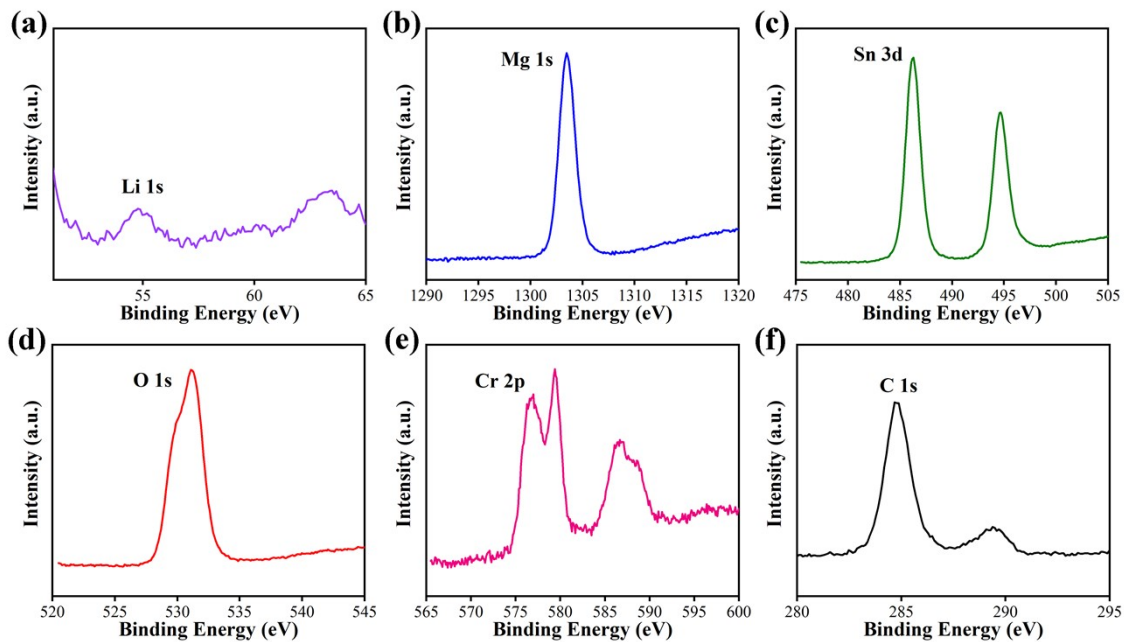 (a)
Li 1s
Intensity (a.u.)
55 60 65
Binding Energy (eV)
(b)
Mg 1s
Intensity (a.u.)
1290 1295 1300 1305 1310 1315 1320
Binding Energy (eV)
(c)
Sn 3d
Intensity (a.u.)
475 480 485 490 495 500 505
Binding Energy (eV)
(d)
O 1s
Intensity (a.u.)
520 525 530 535 540 545
Binding Energy (eV)
(e)
Cr 2p
Intensity (a.u.)
565 570 575 580 585 590 595 600
Binding Energy (eV)
(f)
C 1s
Intensity (a.u.)
280 285 290 295
Binding Energy (eV)